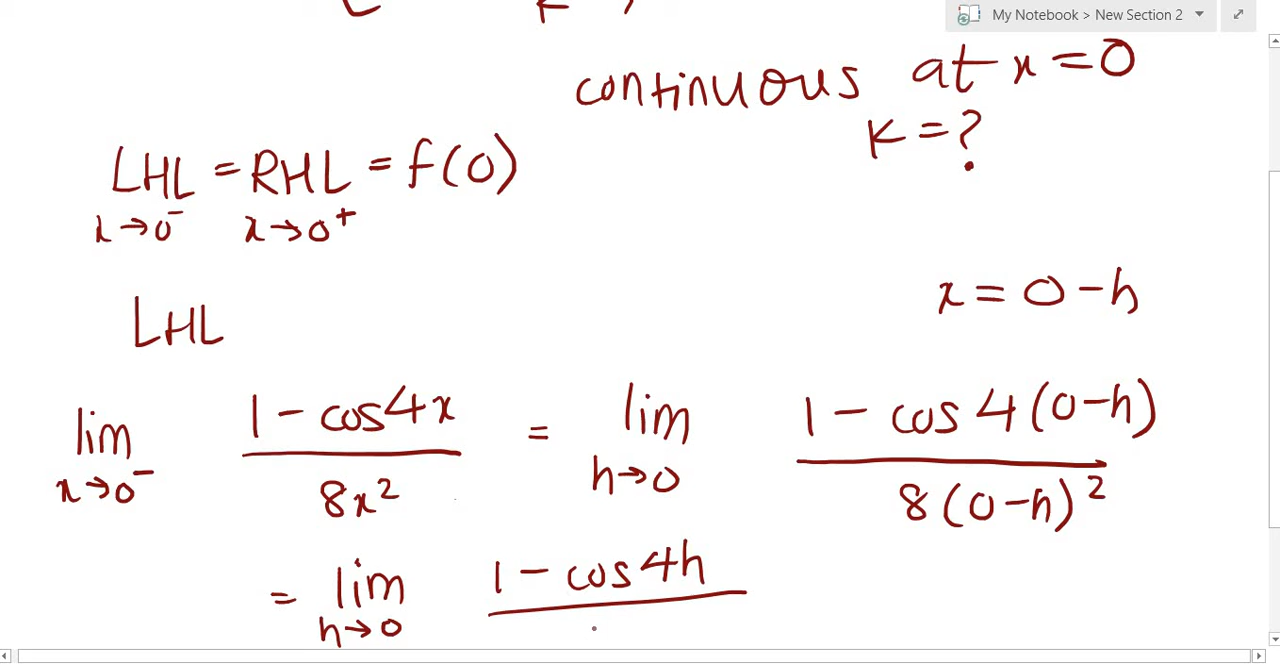 My Notebook > New Section 2
continuous at x = 0
K = ?
LHL = RHL = f(0)
x→0⁻ x→0⁺
x = 0 - h
LHL
lim x→0⁻ (1 - cos4x)/(8x²) = lim h→0 (1 - cos 4(0-h))/(8(0-h)²)
= lim h→0 (1 - cos4h)/